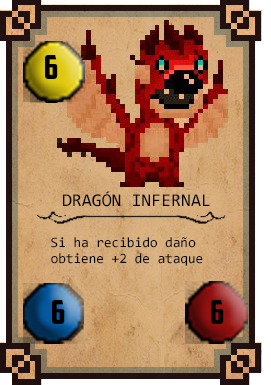 6
DRAGÓN INFERNAL
Si ha recibido daño
obtiene +2 de ataque
6
6